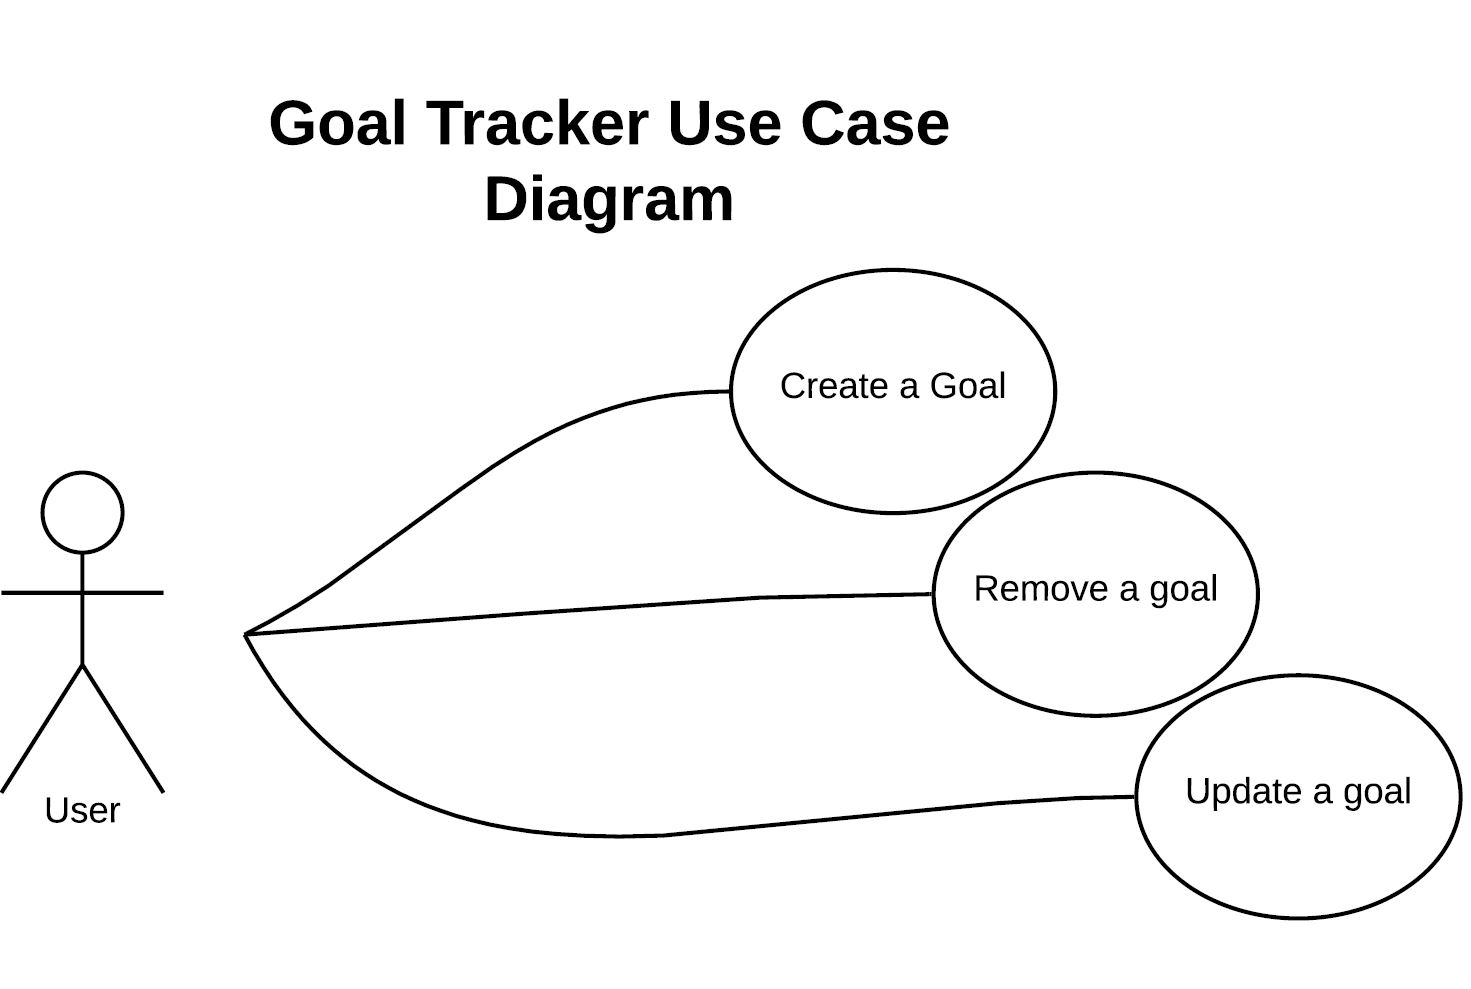 Goal Tracker Use Case
Diagram
Create a Goal
Remove a goal
Update a goal
User